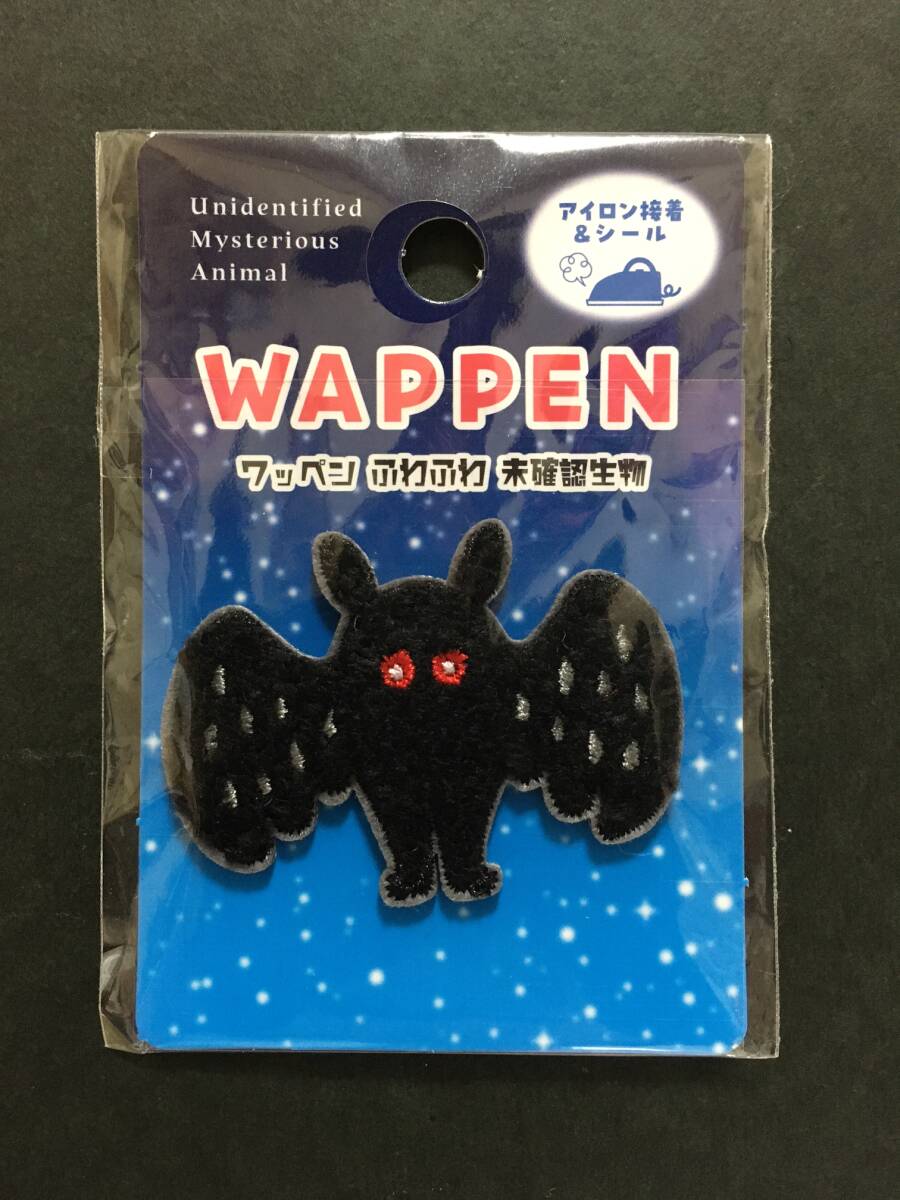 Unidentified
Mysterious
Animal
アイロン接着
&シール
WAPPEN
ワッペン ふわふわ 未確認生物